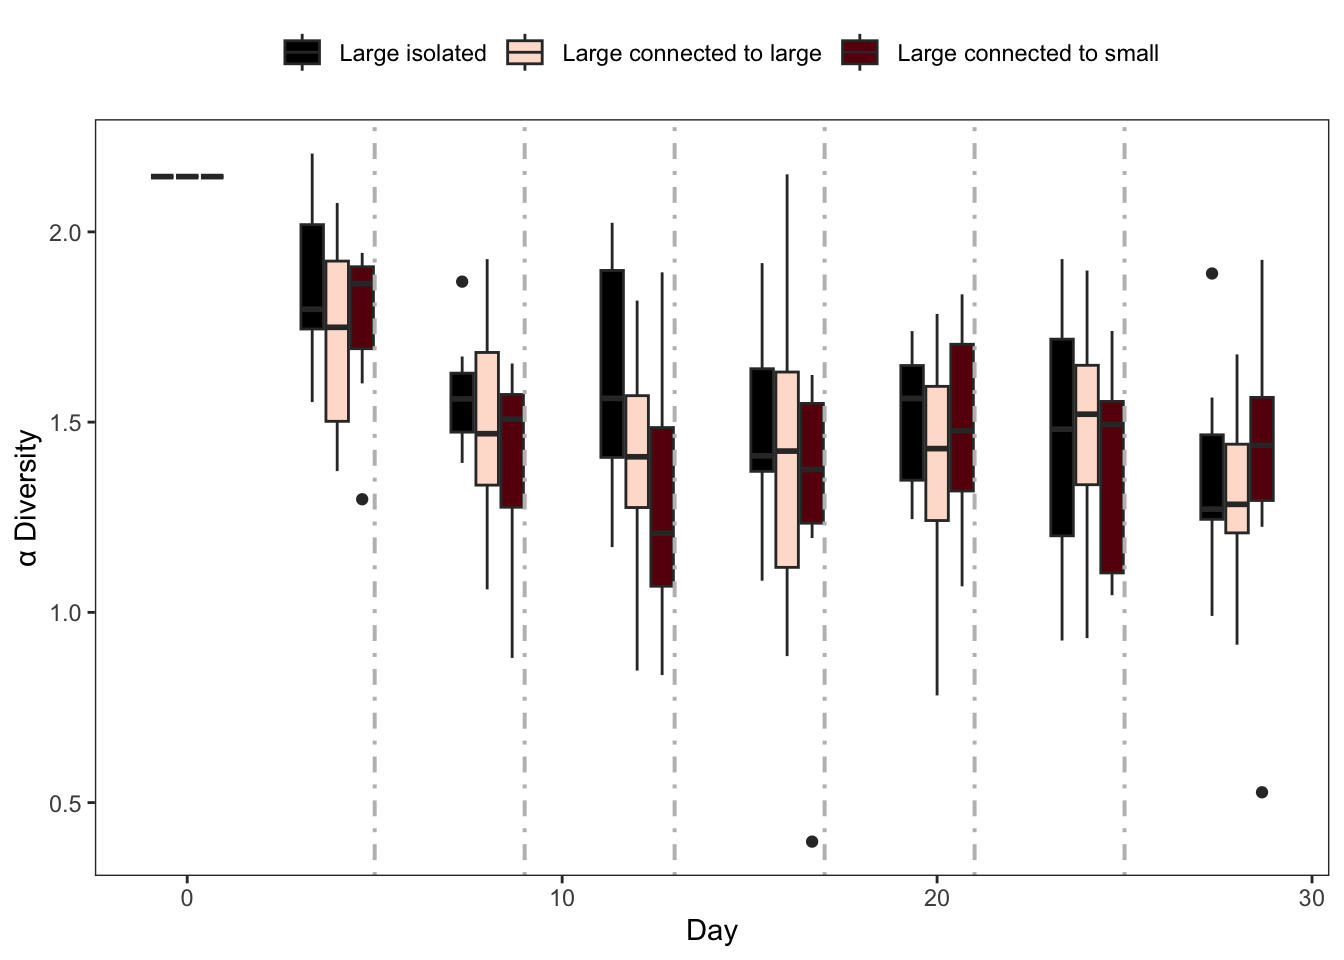 Large isolated Large connected to large Large connected to small
α Diversity
2.0
1.5
1.0
0.5
0 10 20 30
Day